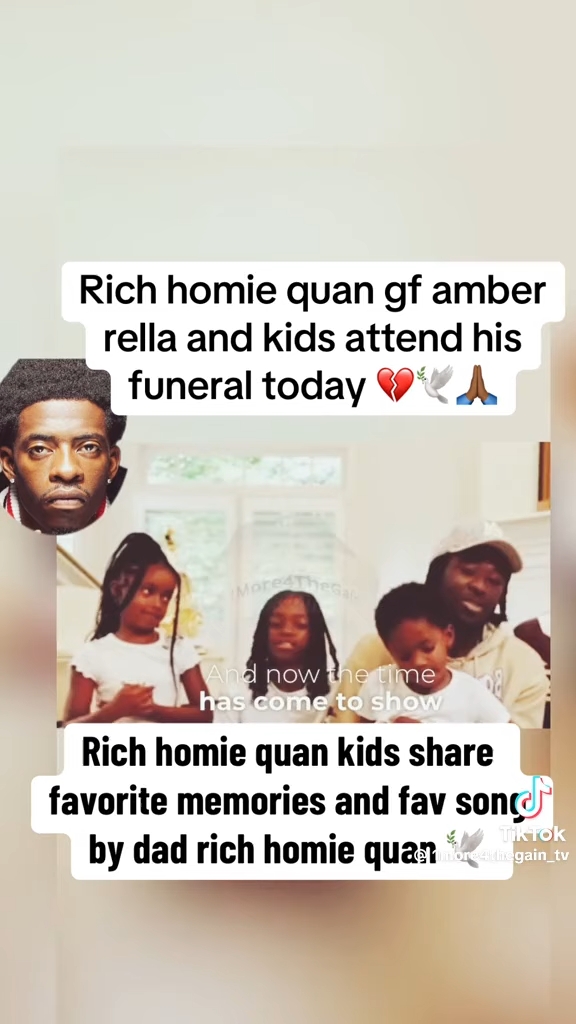 Rich homie quan gf amber
rella and kids attend his
funeral today 💔🕊️🙏🏾
More4TheGain
And now the time
has come to show
Rich homie quan kids share
favorite memories and fav song
by dad rich homie quan 🕊️
TikTok